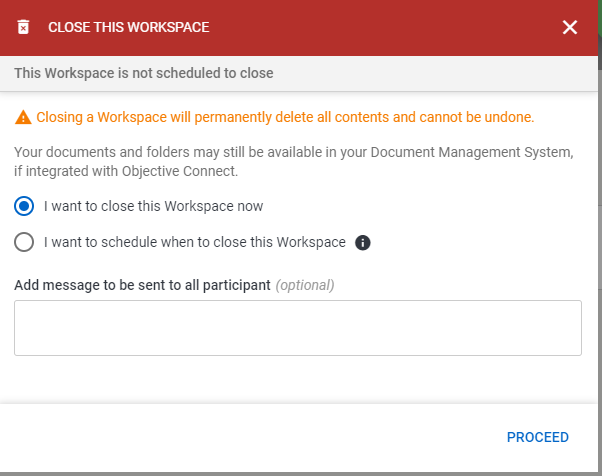 CLOSE THIS WORKSPACE
This Workspace is not scheduled to close
Closing a Workspace will permanently delete all contents and cannot be undone.
Your documents and folders may still be available in your Document Management System,
if integrated with Objective Connect.
I want to close this Workspace now
I want to schedule when to close this Workspace
Add message to be sent to all participant (optional)
PROCEED